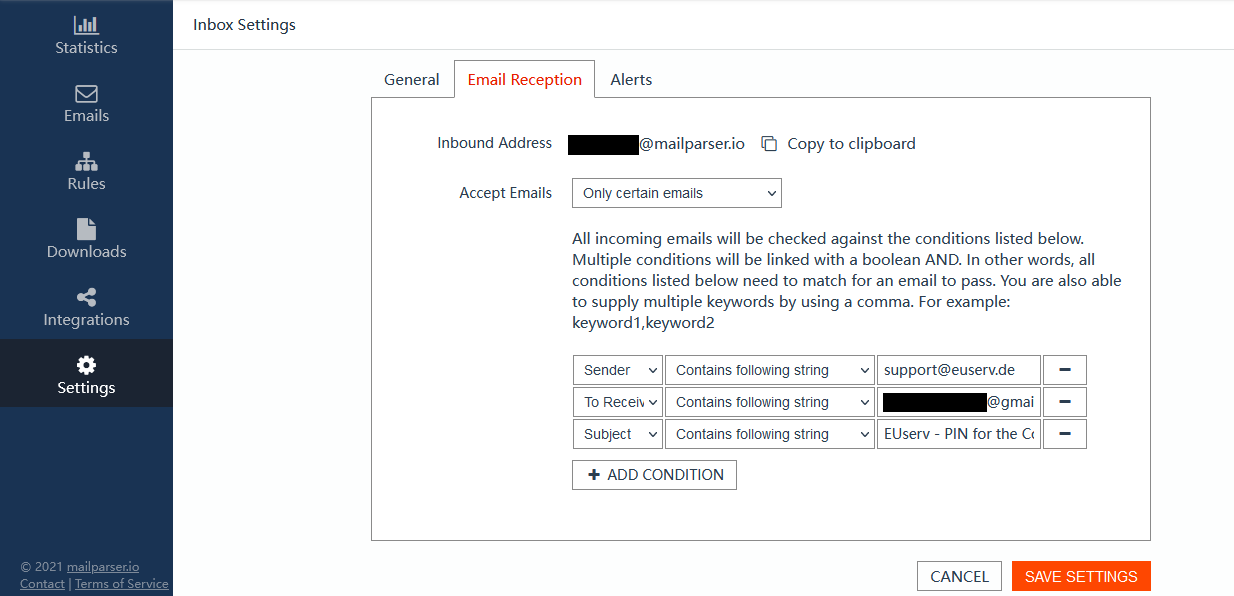 Statistics
Emails
Rules
Downloads
Integrations
Settings
© 2021 mailparser.io
Contact | Terms of Service
Inbox Settings
General Email Reception Alerts
Inbound Address @mailparser.io Copy to clipboard
Accept Emails Only certain emails
All incoming emails will be checked against the conditions listed below.
Multiple conditions will be linked with a boolean AND. In other words, all
conditions listed below need to match for an email to pass. You are also able
to supply multiple keywords by using a comma. For example:
keyword1,keyword2
Sender Contains following string support@euserv.de
To Receiv Contains following string @gmai
Subject Contains following string EUserv - PIN for the Co
ADD CONDITION
CANCEL SAVE SETTINGS